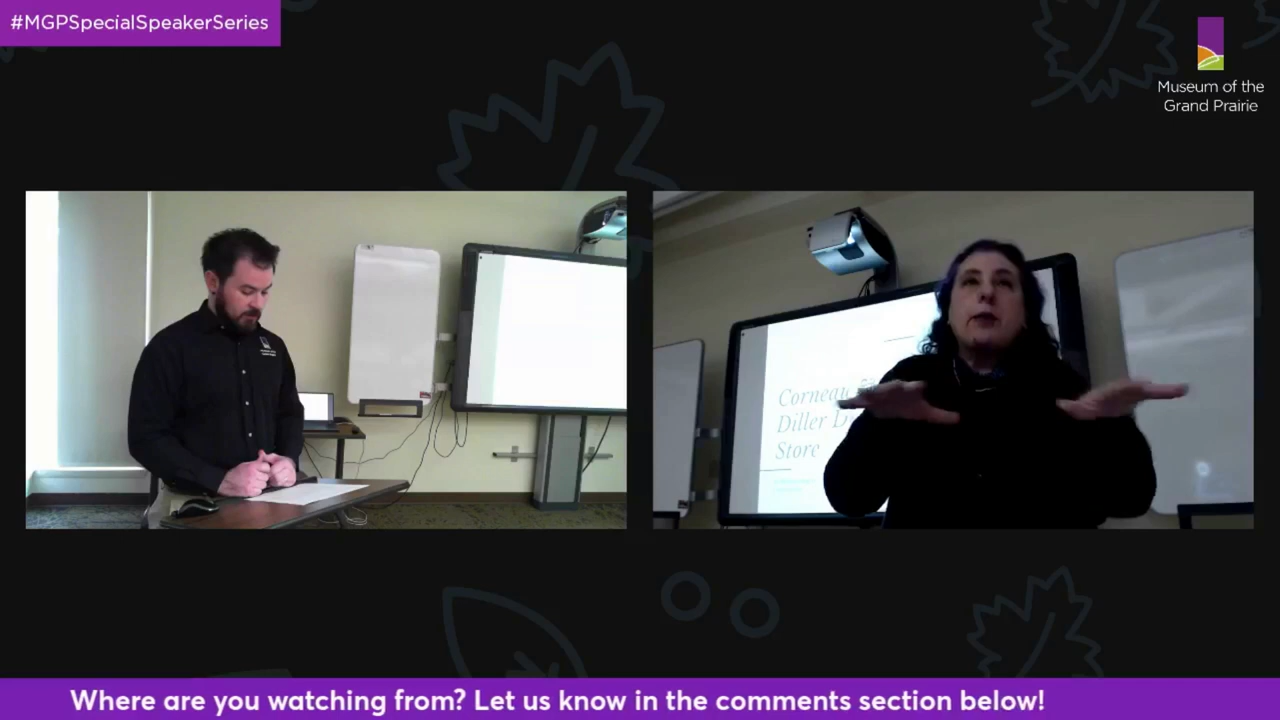 #MGPSpecialSpeakerSeries
Museum of the
Grand Prairie
Corneau
Diller D
Store
Where are you watching from? Let us know in the comments section below!